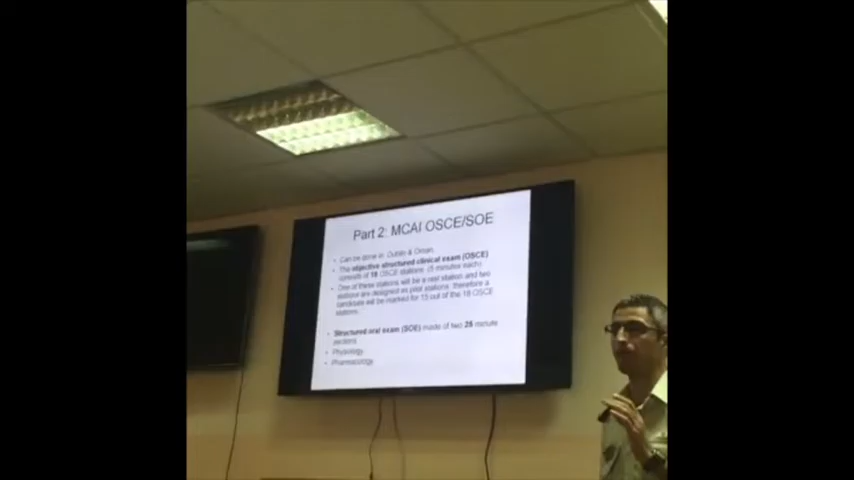 Part 2: MCAI OSCE/SOE
• Can be done in Dublin & Oman.
• The objective structured clinical exam (OSCE)
consists of 18 OSCE stations. (5 minutes each)
• One of these stations will be a rest station and two
stations are designed as pilot stations, therefore a
candidate will be marked for 15 out of the 18 OSCE
stations.
• Structured oral exam (SOE) made of two 25 minute
sections
• Physiology
• Pharmacology